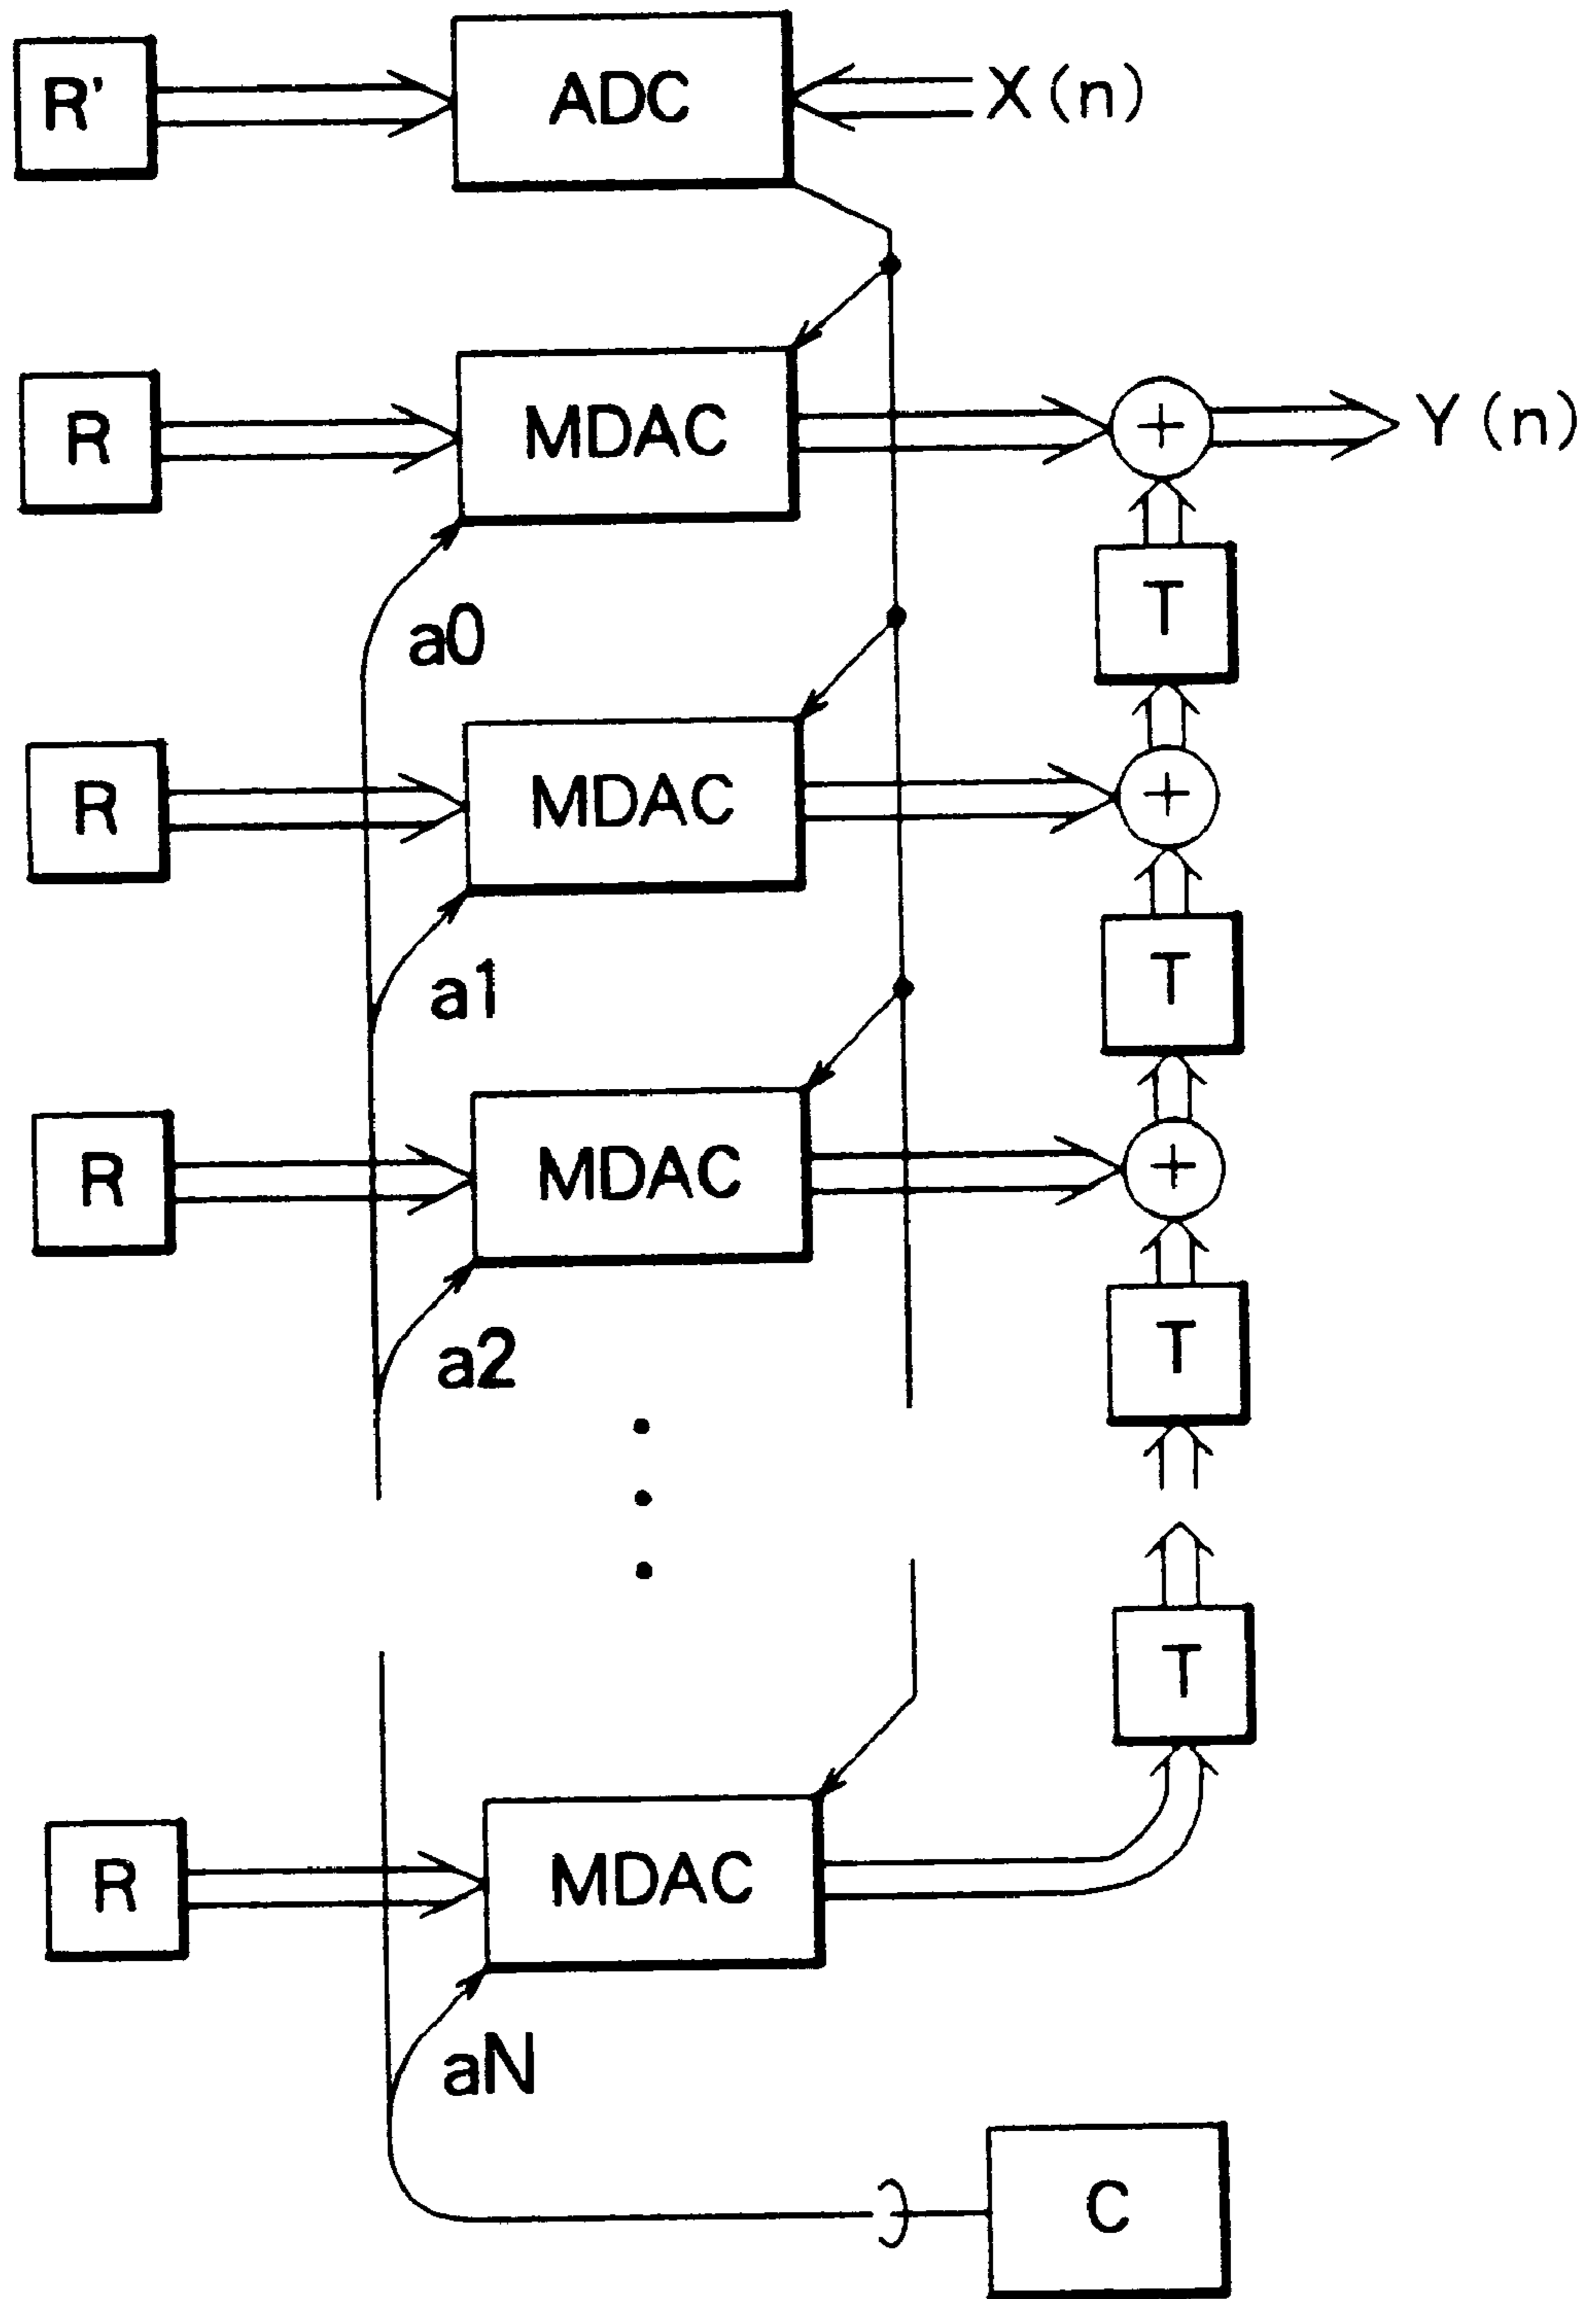 R' ADC X(n)
R MDAC + Y(n)
a0 T
R MDAC +
a1 T
R MDAC +
a2 T
T
R MDAC
aN
C